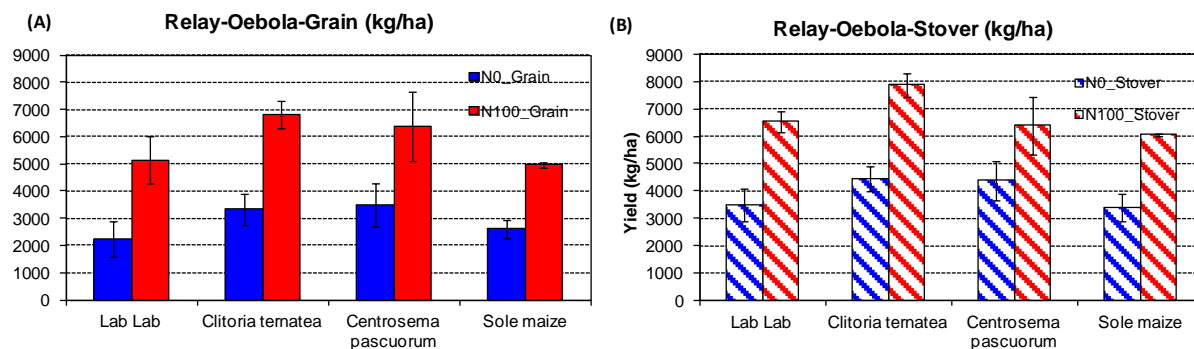 (A)
Relay-Oebola-Grain (kg/ha)
9000
8000
7000
6000
5000
4000
3000
2000
1000
0
N0_Grain
N100_Grain
Lab Lab
Clitoria ternatea
Centrosema
pascuorum
Sole maize
(B)
Relay-Oebola-Stover (kg/ha)
Yield (kg/ha)
9000
8000
7000
6000
5000
4000
3000
2000
1000
0
N0_Stover
N100_Stover
Lab Lab
Clitoria ternatea
Centrosema
pascuorum
Sole maize